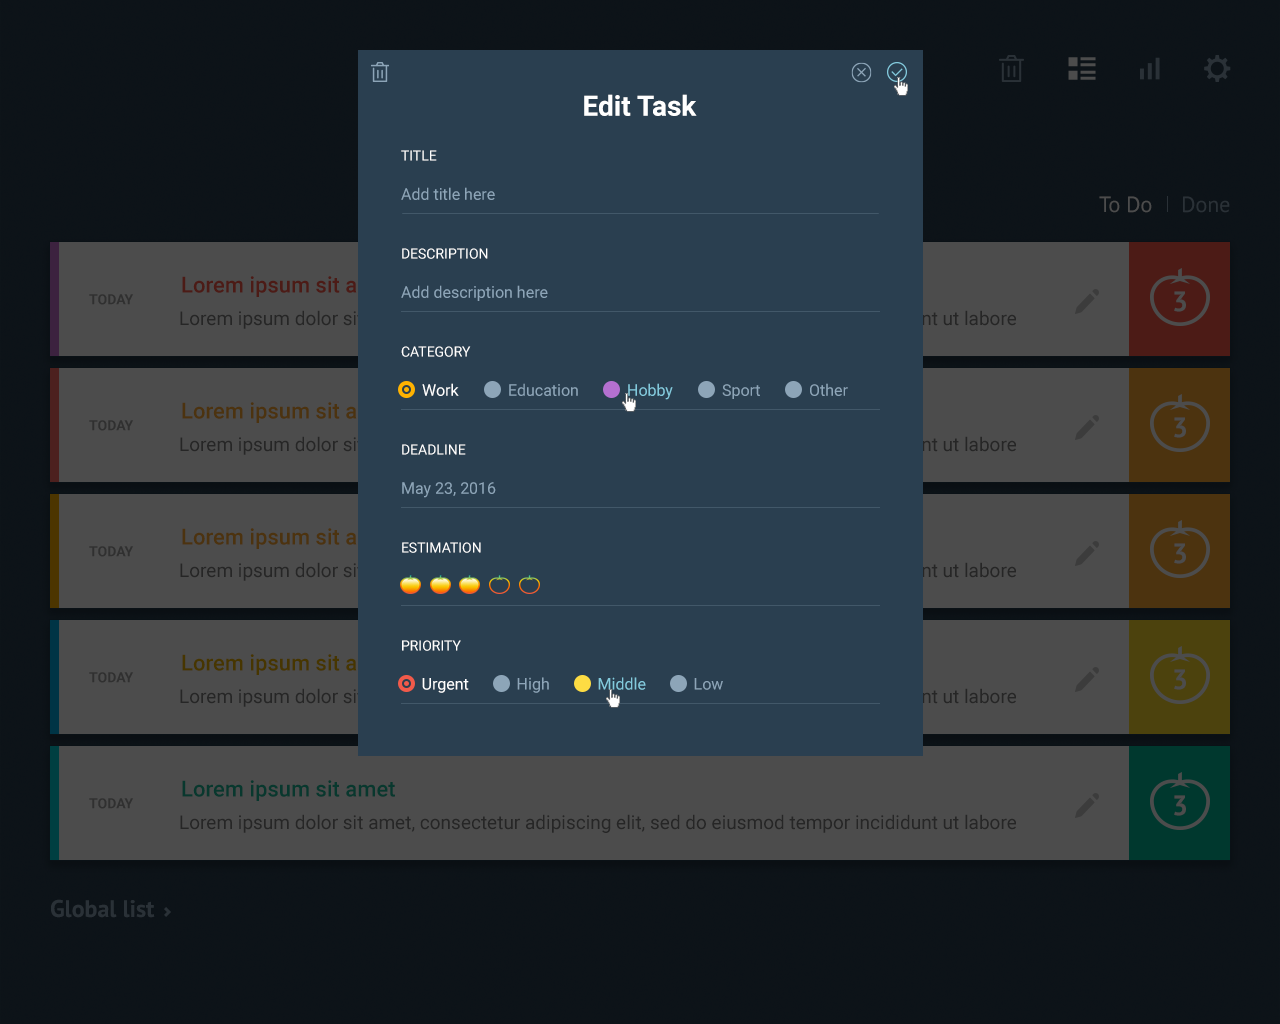 Edit Task
TITLE
Add title here
DESCRIPTION
Add description here
CATEGORY
Work Education Hobby Sport Other
DEADLINE
May 23, 2016
ESTIMATION
PRIORITY
Urgent High Middle Low
To Do | Done
TODAY
Lorem ipsum sit a
Lorem ipsum dolor si nt ut labore
3
TODAY
Lorem ipsum sit a
Lorem ipsum dolor si nt ut labore
3
TODAY
Lorem ipsum sit a
Lorem ipsum dolor si nt ut labore
3
TODAY
Lorem ipsum sit a
Lorem ipsum dolor si nt ut labore
3
TODAY
Lorem ipsum sit amet
Lorem ipsum dolor sit amet, consectetur adipiscing elit, sed do eiusmod tempor incididunt ut labore
3
Global list ›